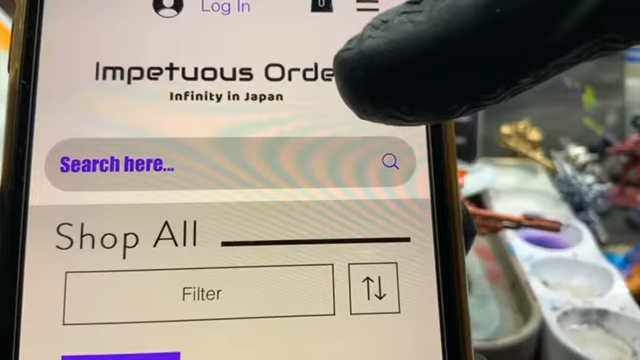 Log In
0
Impetuous Orde
Infinity in Japan
Search here...
Shop All
Filter